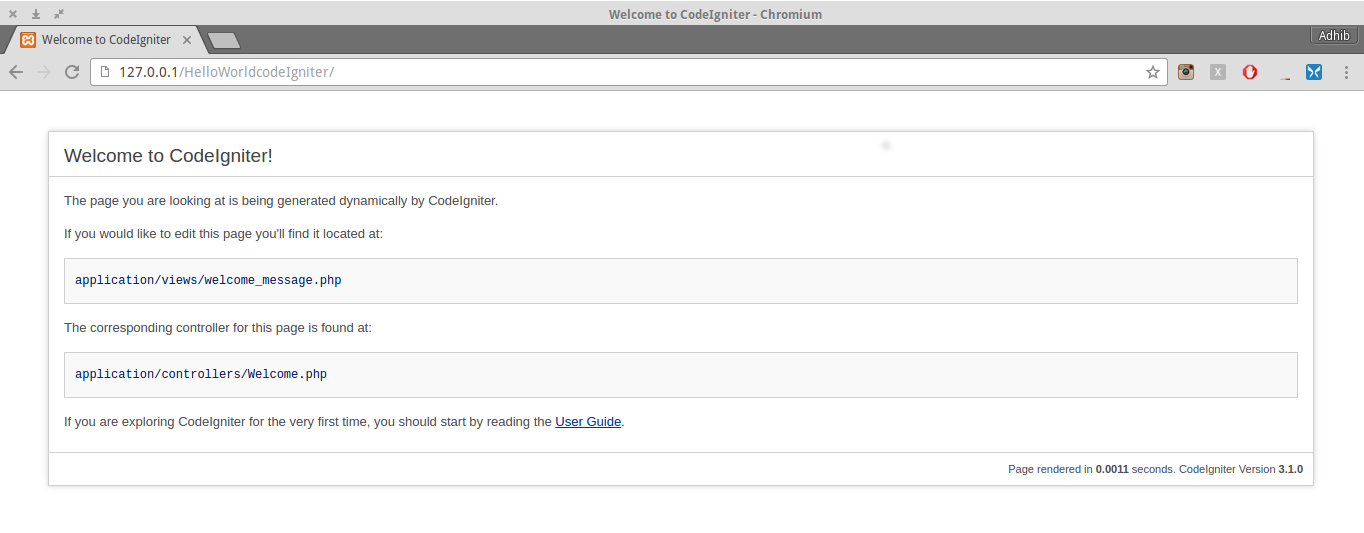 Welcome to CodeIgniter - Chromium
Welcome to CodeIgniter
Adhib
127.0.0.1/HelloWorldcodeIgniter/
X
Welcome to CodeIgniter!
The page you are looking at is being generated dynamically by CodeIgniter.
If you would like to edit this page you'll find it located at:
application/views/welcome_message.php
The corresponding controller for this page is found at:
application/controllers/Welcome.php
If you are exploring CodeIgniter for the very first time, you should start by reading the User Guide.
Page rendered in 0.0011 seconds. CodeIgniter Version 3.1.0